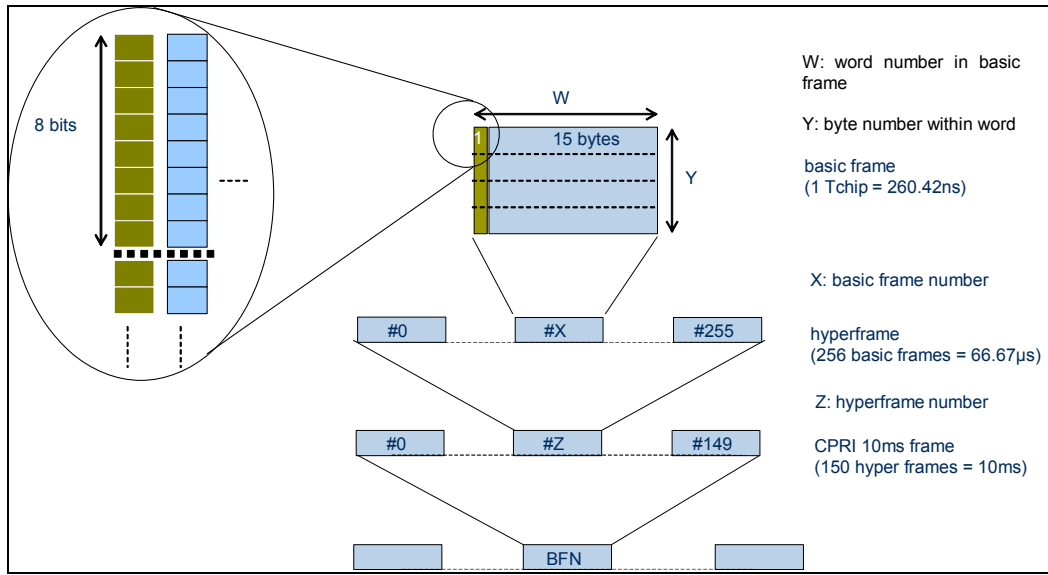 8 bits
W
1
15 bytes
Y
W: word number in basic
frame
Y: byte number within word
basic frame
(1 Tchip = 260.42ns)
X: basic frame number
#0
#X
#255
hyperframe
(256 basic frames = 66.67µs
Z: hyperframe number
#0
#Z
#149
CPRI 10ms frame
(150 hyper frames = 10ms)
BFN